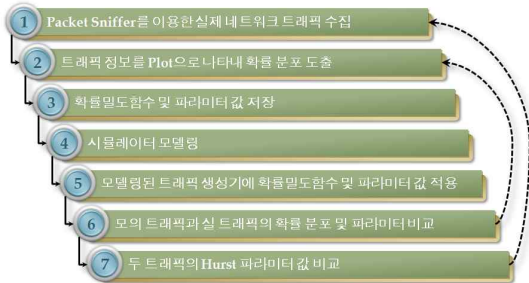 1 Packet Sniffer를 이용한 실제 네트워크 트래픽 수집
2 트래픽 정보를 Plot으로 나타내 확률 분포 도출
3 확률밀도함수 및 파라미터 값 저장
4 시뮬레이터 모델링
5 모델링된 트래픽 생성기에 확률밀도함수 및 파라미터 값 적용
6 모의 트래픽과 실 트래픽의 확률 분포 및 파라미터 비교
7 두 트래픽의 Hurst 파라미터 값 비교